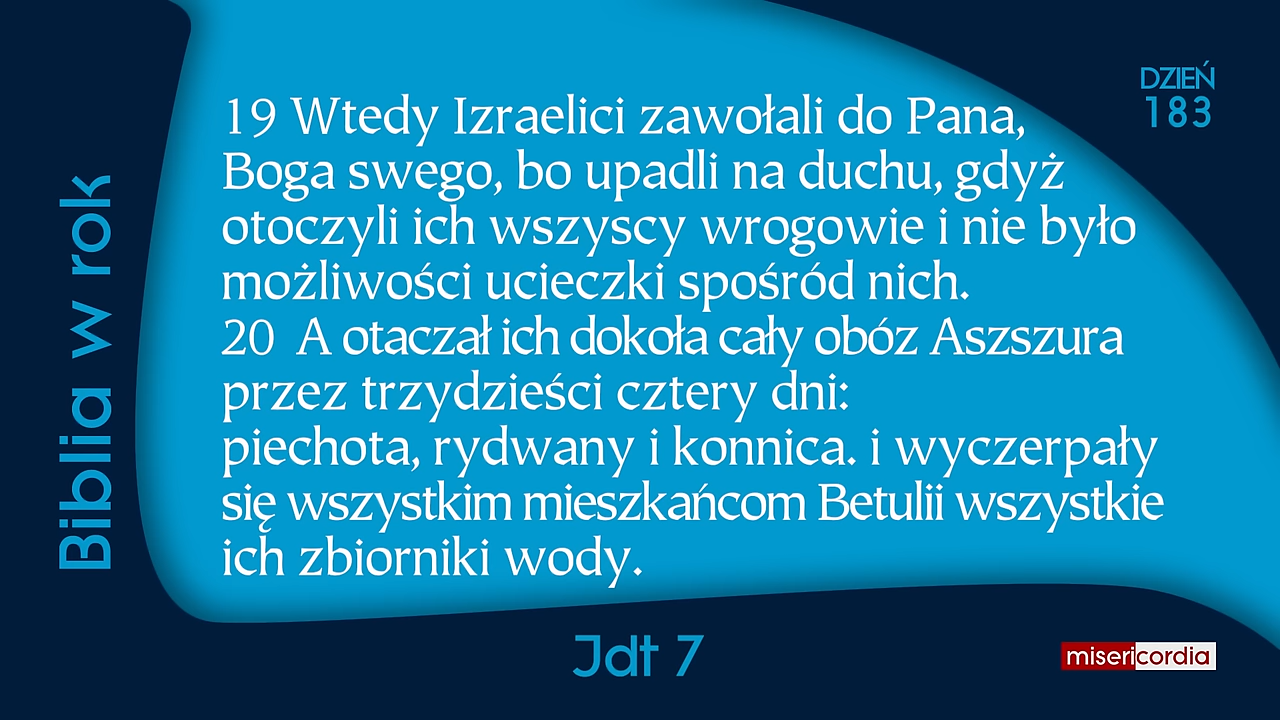 DZIEŃ
183
19 Wtedy Izraelici zawołali do Pana,
Boga swego, bo upadli na duchu, gdyż
otoczyli ich wszyscy wrogowie i nie było
możliwości ucieczki spośród nich.
20 A otaczał ich dokoła cały obóz Aszszura
przez trzydzieści cztery dni:
piechota, rydwany i konnica. i wyczerpały
się wszystkim mieszkańcom Betulii wszystkie
ich zbiorniki wody.
Biblia w rok
Jdt 7
misericordia